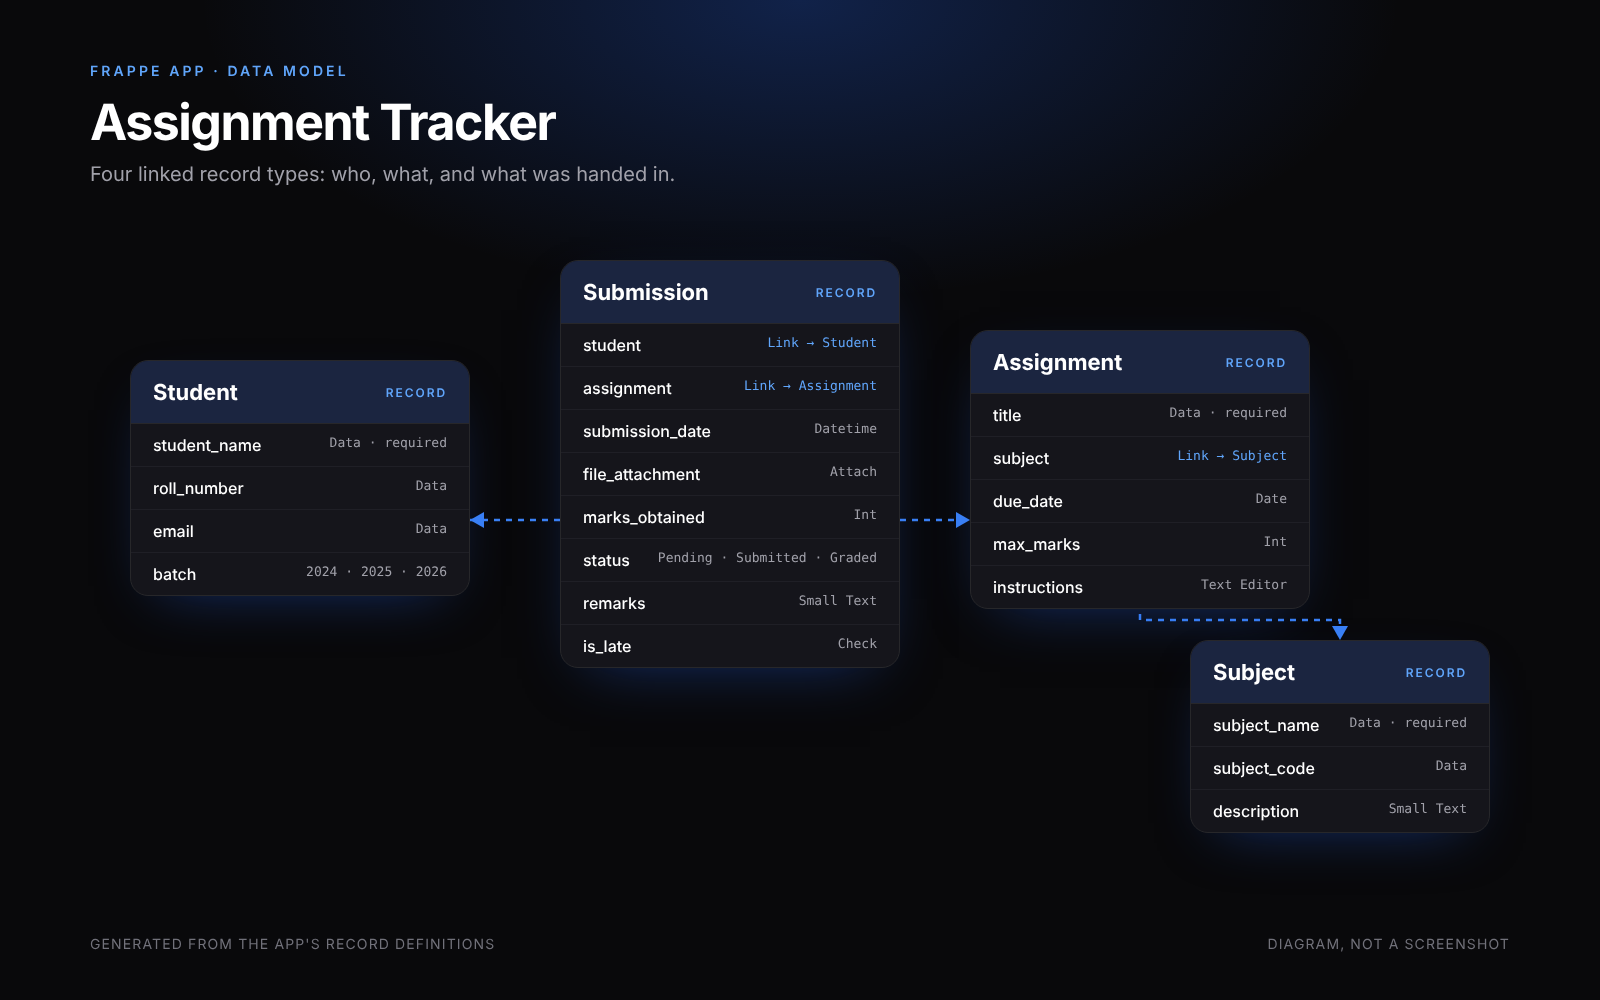 FRAPPE APP · DATA MODEL
Assignment Tracker
Four linked record types: who, what, and what was handed in.
Student RECORD
student_name Data · required
roll_number Data
email Data
batch 2024 · 2025 · 2026
Submission RECORD
student Link → Student
assignment Link → Assignment
submission_date Datetime
file_attachment Attach
marks_obtained Int
status Pending · Submitted · Graded
remarks Small Text
is_late Check
Assignment RECORD
title Data · required
subject Link → Subject
due_date Date
max_marks Int
instructions Text Editor
Subject RECORD
subject_name Data · required
subject_code Data
description Small Text
GENERATED FROM THE APP'S RECORD DEFINITIONS
DIAGRAM, NOT A SCREENSHOT